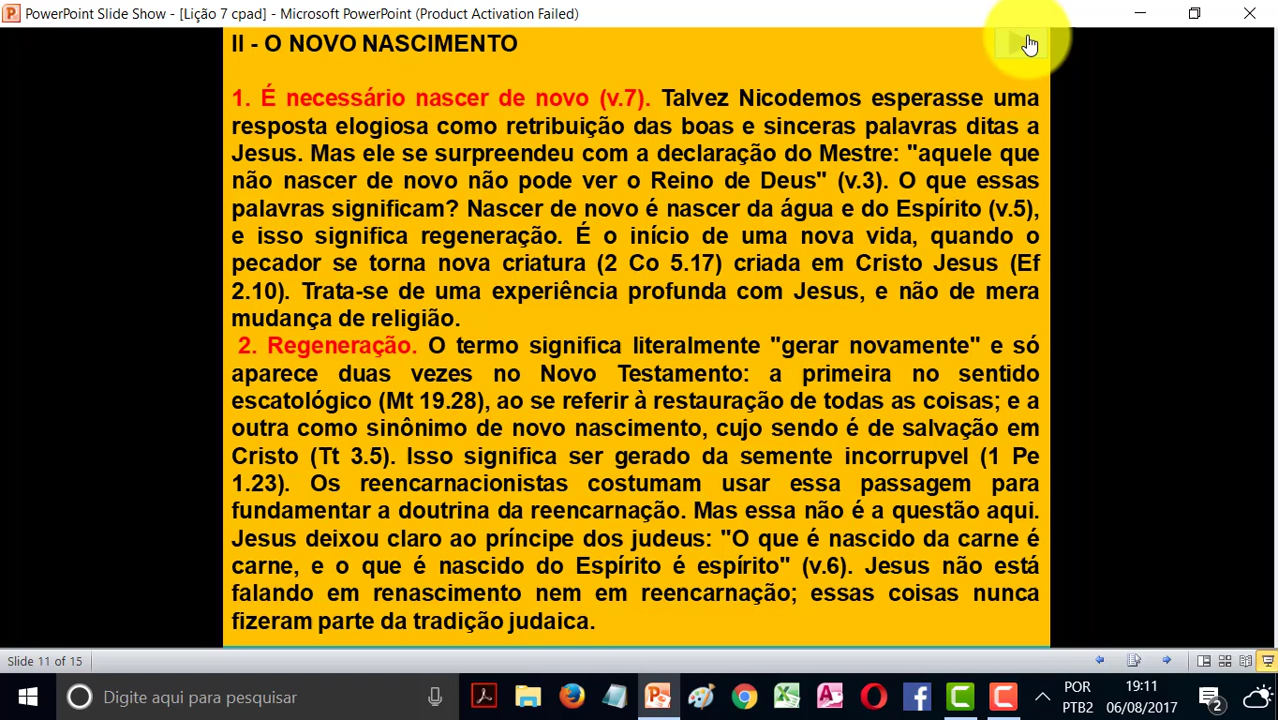 PowerPoint Slide Show - [Lição 7 cpad] - Microsoft PowerPoint (Product Activation Failed)
II - O NOVO NASCIMENTO
1. É necessário nascer de novo (v.7). Talvez Nicodemos esperasse uma
resposta elogiosa como retribuição das boas e sinceras palavras ditas a
Jesus. Mas ele se surpreendeu com a declaração do Mestre: "aquele que
não nascer de novo não pode ver o Reino de Deus" (v.3). O que essas
palavras significam? Nascer de novo é nascer da água e do Espírito (v.5),
e isso significa regeneração. É o início de uma nova vida, quando o
pecador se torna nova criatura (2 Co 5.17) criada em Cristo Jesus (Ef
2.10). Trata-se de uma experiência profunda com Jesus, e não de mera
mudança de religião.
2. Regeneração. O termo significa literalmente "gerar novamente" e só
aparece duas vezes no Novo Testamento: a primeira no sentido
escatológico (Mt 19.28), ao se referir à restauração de todas as coisas; e a
outra como sinônimo de novo nascimento, cujo sendo é de salvação em
Cristo (Tt 3.5). Isso significa ser gerado da semente incorrupvel (1 Pe
1.23). Os reencarnacionistas costumam usar essa passagem para
fundamentar a doutrina da reencarnação. Mas essa não é a questão aqui.
Jesus deixou claro ao príncipe dos judeus: "O que é nascido da carne é
carne, e o que é nascido do Espírito é espírito" (v.6). Jesus não está
falando em renascimento nem em reencarnação; essas coisas nunca
fizeram parte da tradição judaica.
Slide 11 of 15
Digite aqui para pesquisar
POR
PTB2
19:11
06/08/2017
2